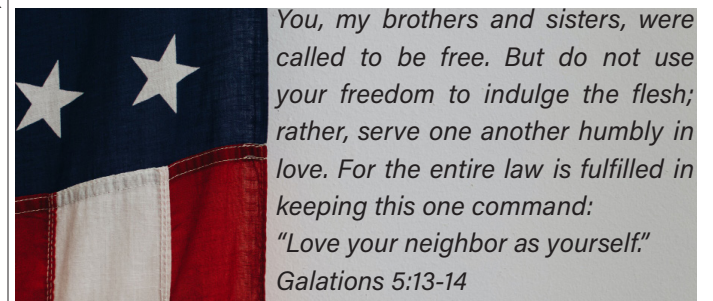 You, my brothers and sisters, were
called to be free. But do not use
your freedom to indulge the flesh;
rather, serve one another humbly in
love. For the entire law is fulfilled in
keeping this one command:
“Love your neighbor as yourself.”
Galations 5:13-14